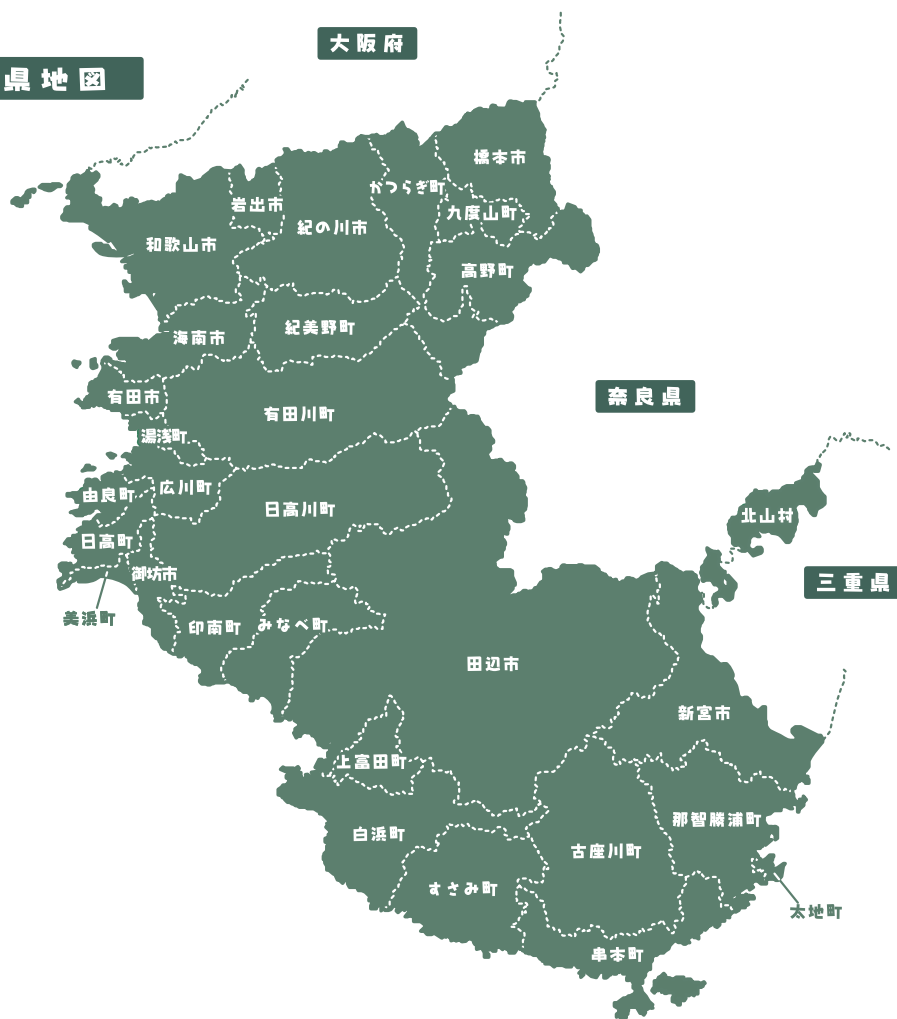 大阪府
県地図
橋本市
かつらぎ町
岩出市
九度山町
紀の川市
和歌山市
高野町
紀美野町
海南市
奈良県
有田市
有田川町
湯浅町
広川町
由良町
日高川町
北山村
日高町
御坊市
三重県
美浜町
印南町
みなべ町
田辺市
新宮市
上富田町
那智勝浦町
白浜町
古座川町
すさみ町
太地町
串本町